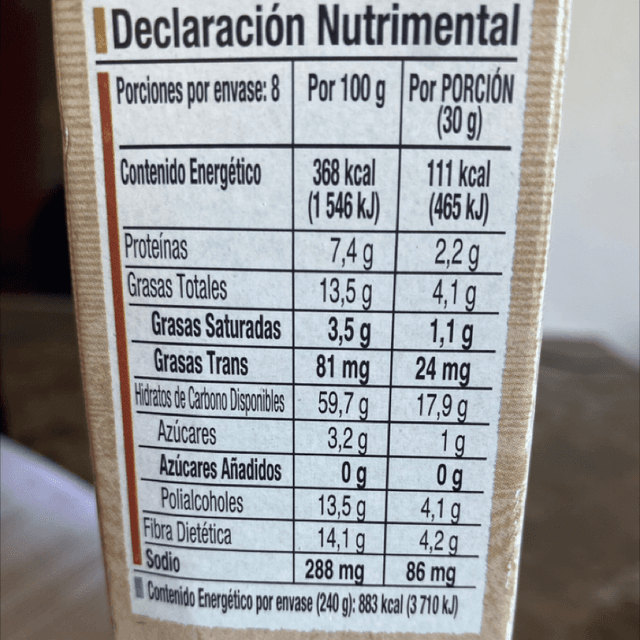 Declaración Nutrimental
Porciones por envase: 8 Por 100 g Por PORCIÓN
(30 g)
Contenido Energético 368 kcal 111 kcal
(1 546 kJ) (465 kJ)
Proteínas 7,4 g 2,2 g
Grasas Totales 13,5 g 4,1 g
Grasas Saturadas 3,5 g 1,1 g
Grasas Trans 81 mg 24 mg
Hidratos de Carbono Disponibles 59,7 g 17,9 g
Azúcares 3,2 g 1 g
Azúcares Añadidos 0 g 0 g
Polialcoholes 13,5 g 4,1 g
Fibra Dietética 14,1 g 4,2 g
Sodio 288 mg 86 mg
Contenido Energético por envase (240 g): 883 kcal (3 710 kJ)